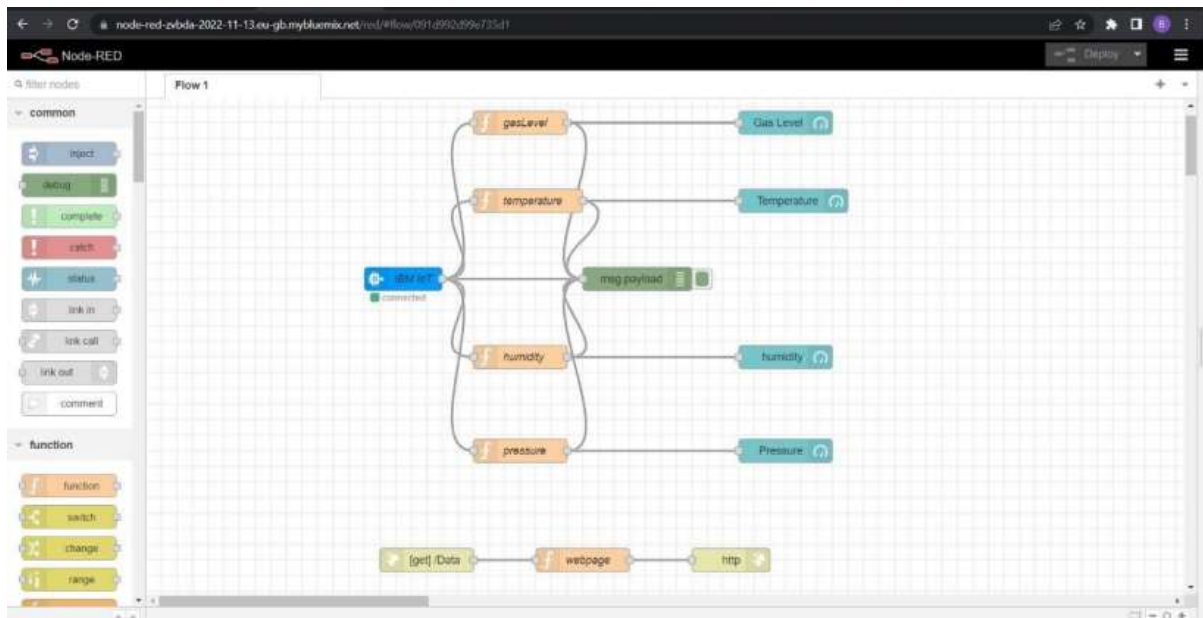 node-red-zvbda-2022-11-13.eu-gb.mybluemix.net/red/#flow/091d992d99e735d1
B
Node-RED
Deploy
filter nodes
Flow 1
common
inject
debug
complete
catch
status
link in
link call
link out
comment
function
function
switch
change
range
gasLevel
Gas Level
temperature
Temperature
IBM IoT
connected
msg.payload
humidity
humidity
pressure
Pressure
[get] /Data
webpage
http